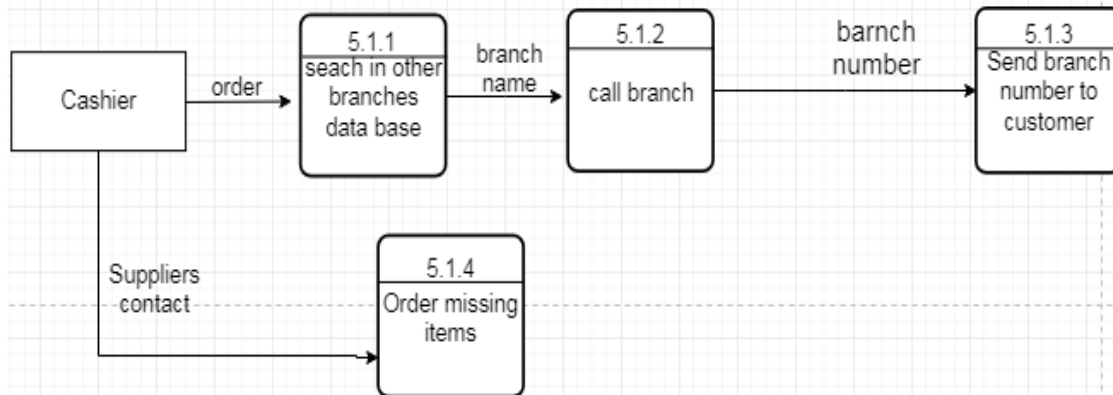 Cashier
order
5.1.1
seach in other
branches
data base
branch
name
5.1.2
call branch
barnch
number
5.1.3
Send branch
number to
customer
Suppliers
contact
5.1.4
Order missing
items